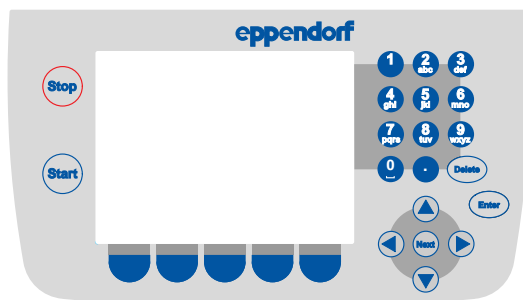 eppendorf
Stop
Start
1
2
abc
3
def
4
ghi
5
jkl
6
mno
7
pqrs
8
tuv
9
wxyz
0
.
Delete
Enter
Next